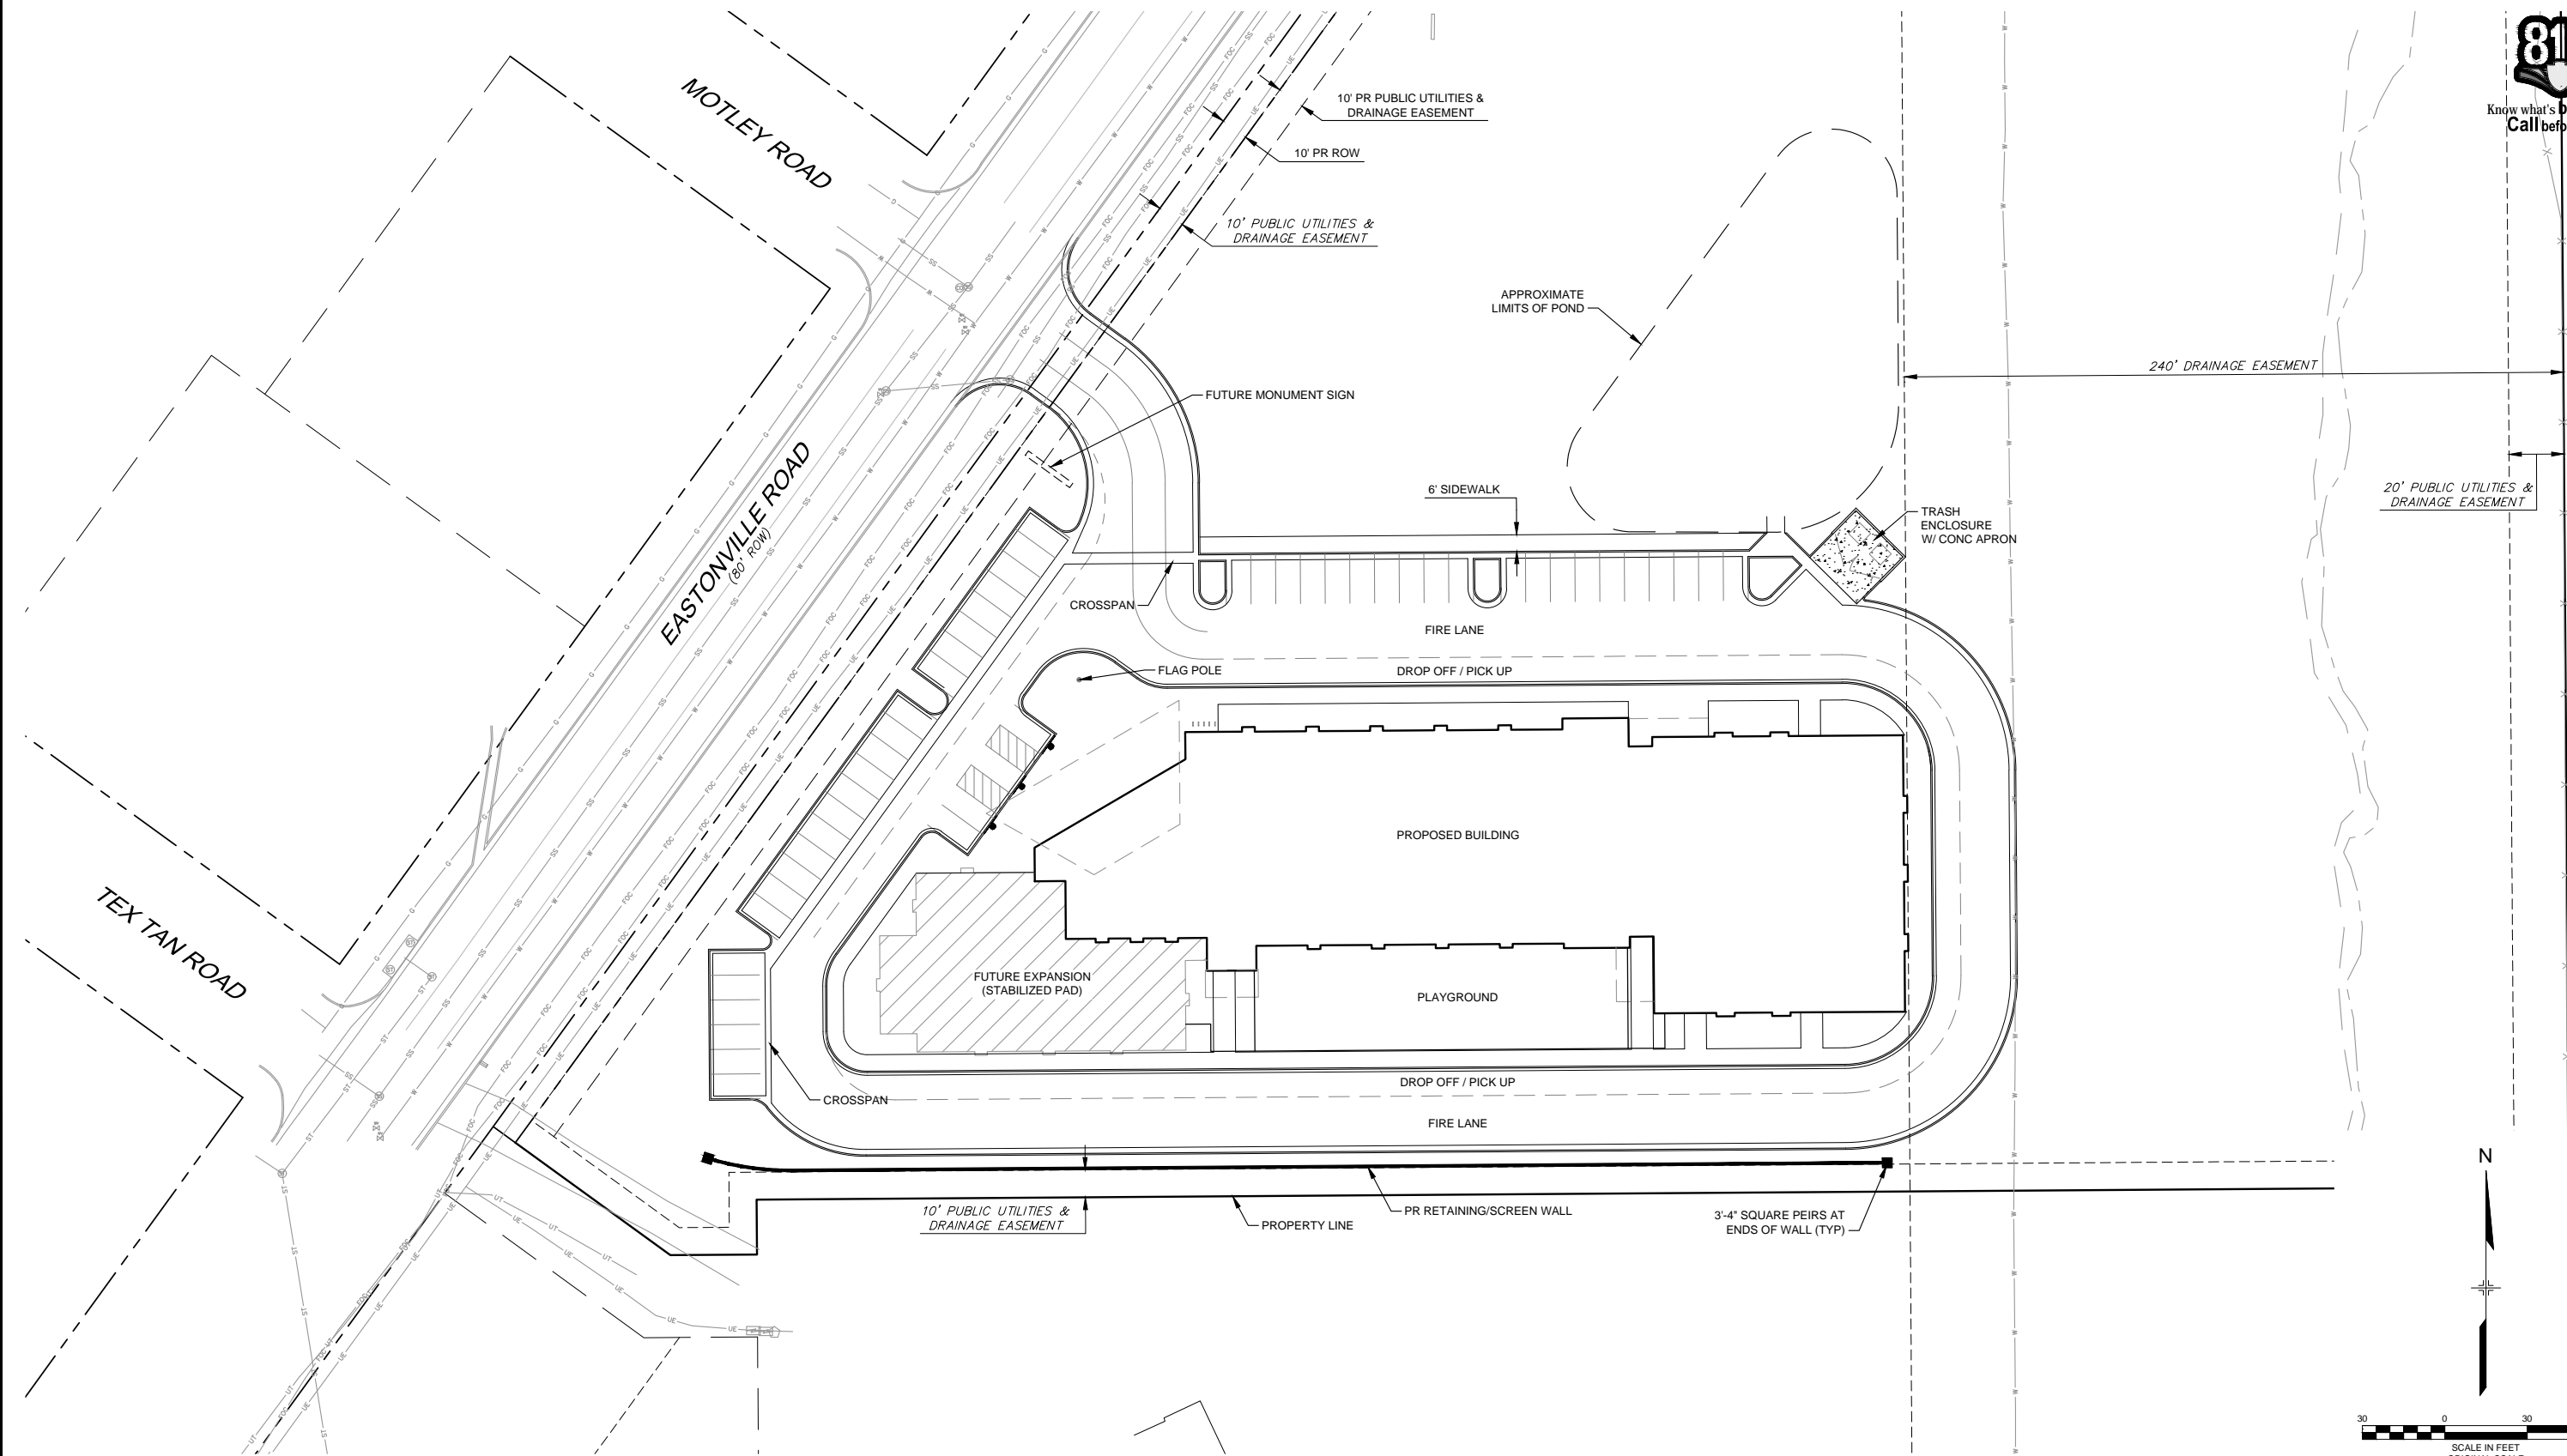 MOTLEY ROAD
10' PR PUBLIC UTILITIES &
DRAINAGE EASEMENT
10' PR ROW
10' PUBLIC UTILITIES &
DRAINAGE EASEMENT
81
Know what's b
Call befo
APPROXIMATE
LIMITS OF POND
240' DRAINAGE EASEMENT
FUTURE MONUMENT SIGN
EASTONVILLE ROAD
(80' ROW)
6' SIDEWALK
20' PUBLIC UTILITIES &
DRAINAGE EASEMENT
TRASH
ENCLOSURE
W/ CONC APRON
CROSSPAN
FIRE LANE
FLAG POLE
DROP OFF / PICK UP
PROPOSED BUILDING
TEX TAN ROAD
FUTURE EXPANSION
(STABILIZED PAD)
PLAYGROUND
DROP OFF / PICK UP
CROSSPAN
FIRE LANE
10' PUBLIC UTILITIES &
DRAINAGE EASEMENT
PROPERTY LINE
PR RETAINING/SCREEN WALL
3'-4" SQUARE PEIRS AT
ENDS OF WALL (TYP)
N
30 0 30
SCALE IN FEET